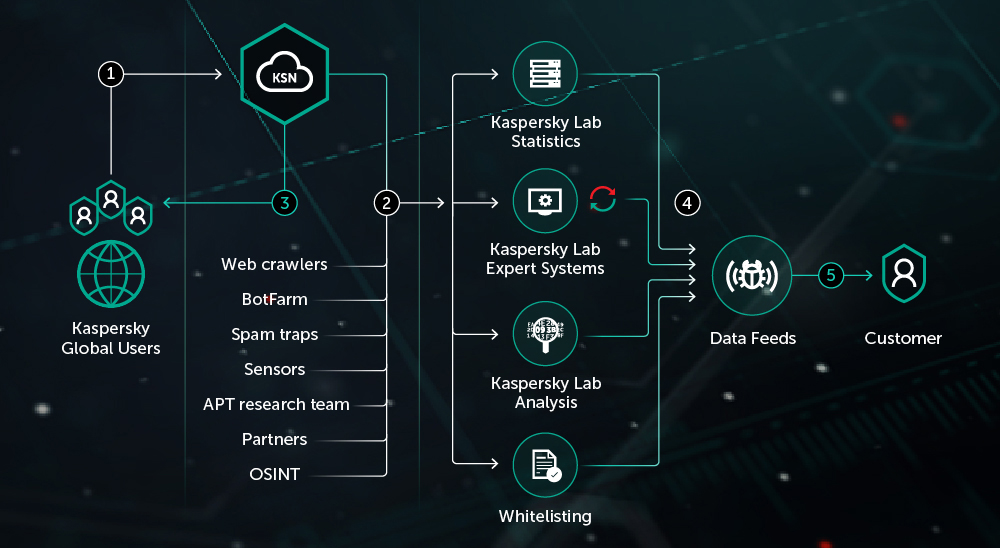 1
KSN
3
2
4
5
Kaspersky
Global Users
Web crawlers
BotFarm
Spam traps
Sensors
APT research team
Partners
OSINT
Kaspersky Lab
Statistics
Kaspersky Lab
Expert Systems
Kaspersky Lab
Analysis
Whitelisting
Data Feeds
Customer